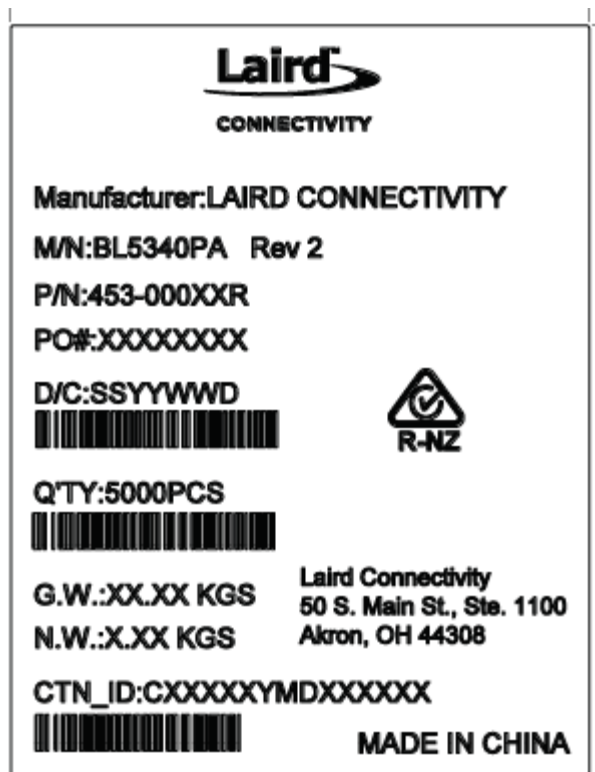 Laird™
CONNECTIVITY
Manufacturer:LAIRD CONNECTIVITY
M/N:BL5340PA Rev 2
P/N:453-000XXR
PO#:XXXXXXXX
D/C:SSYYWWD
R-NZ
Q'TY:5000PCS
G.W.:XX.XX KGS
N.W.:X.XX KGS
Laird Connectivity
50 S. Main St., Ste. 1100
Akron, OH 44308
CTN_ID:CXXXXXYMDXXXXXX
MADE IN CHINA